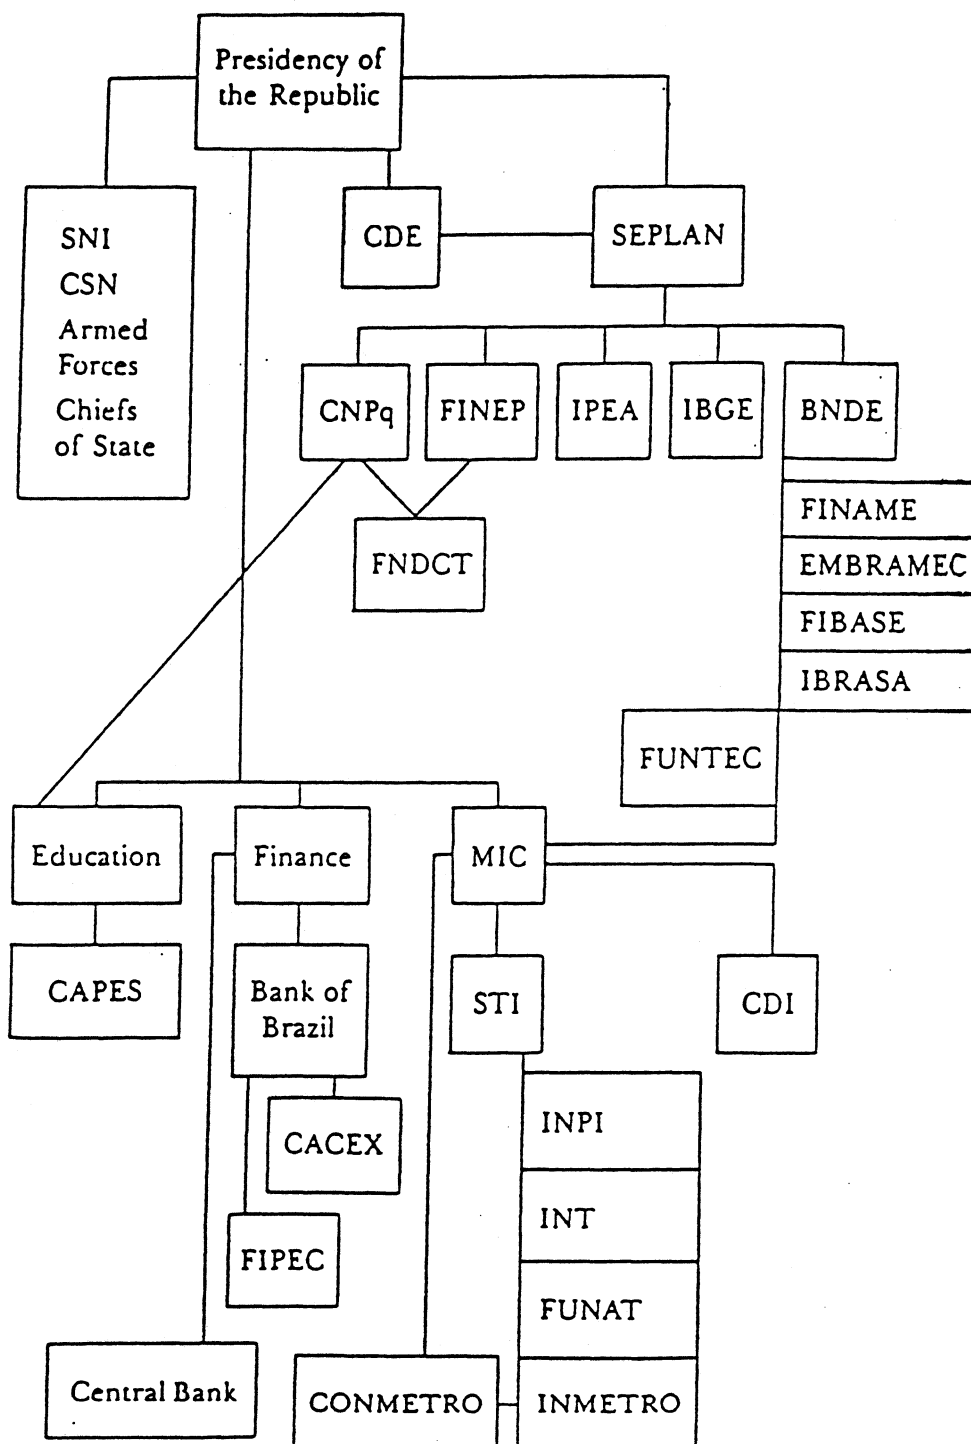 Presidency of
the Republic
SNI
CSN
Armed
Forces
Chiefs
of State
CDE
SEPLAN
CNPq
FINEP
IPEA
IBGE
BNDE
FINAME
EMBRAMEC
FIBASE
IBRASA
FNDCT
FUNTEC
Education
Finance
MIC
CAPES
Bank of
Brazil
STI
CDI
CACEX
FIPEC
INPI
INT
FUNAT
INMETRO
Central Bank
CONMETRO